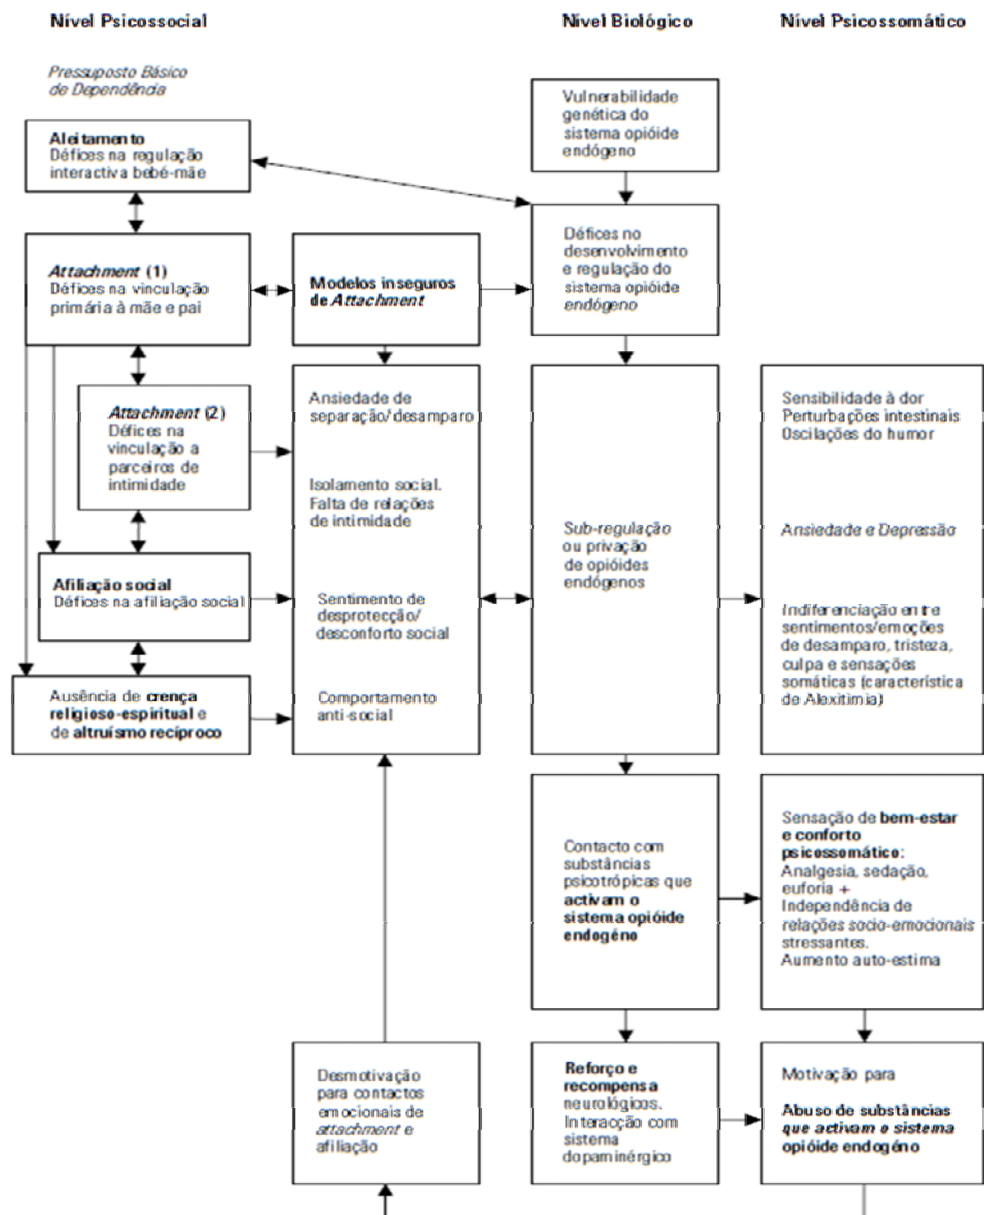 Nível Psicossocial
Nível Biológico
Nível Psicossomático
Pressuposto Básico
de Dependência
Aleitamento
Défices na regulação
interactiva bebé-mãe
Attachment (1)
Défices na vinculação
primária à mãe e pai
Attachment (2)
Défices na
vinculação a
parceiros de
intimidade
Afiliação social
Défices na afiliação social
Ausência de crença
religioso-espiritual e
de altruísmo recíproco
Modelos inseguros
de Attachment
Ansiedade de
separação/desamparo
Isolamento social.
Falta de relações
de intimidade
Sentimento de
desprotecção/
desconforto social
Comportamento
anti-social
Desmotivação
para contactos
emocionais de
attachment e
afiliação
Vulnerabilidade
genética do
sistema opióide
endógeno
Défices no
desenvolvimento
e regulação do
sistema opióide
endógeno
Sub-regulação
ou privação
de opióides
endógenos
Contacto com
substâncias
psicotrópicas que
activam o
sistema opióide
endogéno
Reforço e
recompensa
neurológicos.
Interacção com
sistema
dopaminérgico
Sensibilidade à dor
Perturbações intestinais
Oscilações do humor
Ansiedade e Depressão
Indiferenciação entre
sentimentos/emoções
de desamparo, tristeza,
culpa e sensações
somáticas (característica
de Alexitimia)
Sensação de bem-estar
e conforto
psicossomático:
Analgesia, sedação,
euforia +
Independência de
relações socio-emocionais
stressantes.
Aumento auto-estima
Motivação para
Abuso de substâncias
que activam o sistema
opióide endogéno